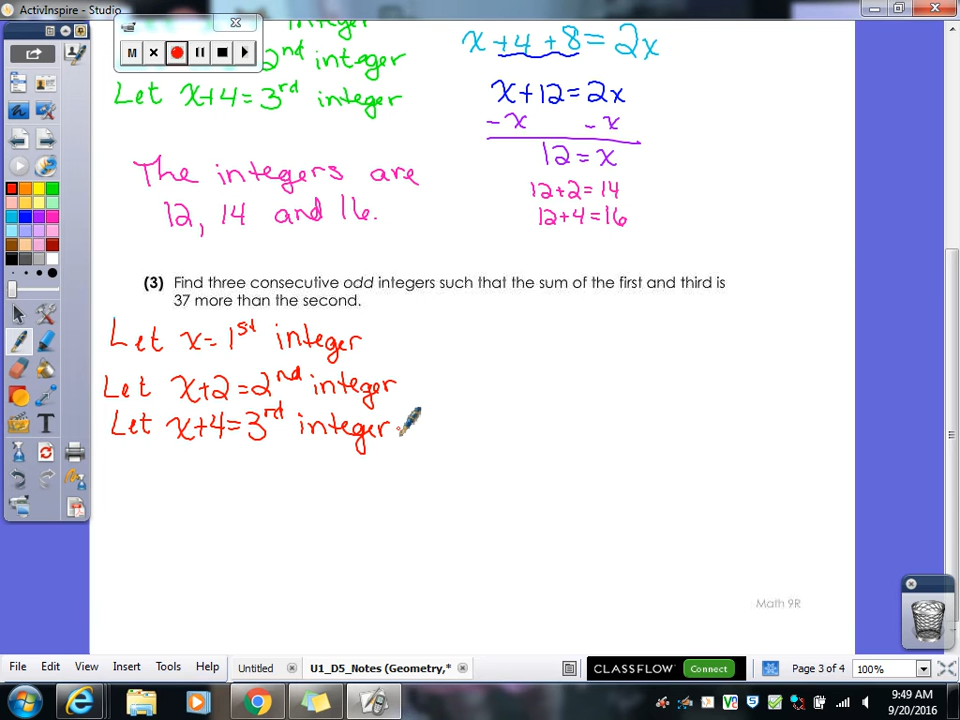 ActivInspire - Studio
integer
2nd integer
Let x+4=3rd integer
x+4+8=2x
x+12=2x
-x -x
12=x
12+2=14
12+4=16
The integers are
12, 14 and 16.
(3) Find three consecutive odd integers such that the sum of the first and third is
37 more than the second.
Let x=1st integer
Let x+2=2nd integer
Let x+4=3rd integer
Math 9R
File Edit View Insert Tools Help Untitled U1_D5_Notes (Geometry,* CLASSFLOW Connect Page 3 of 4 100%
9:49 AM
9/20/2016